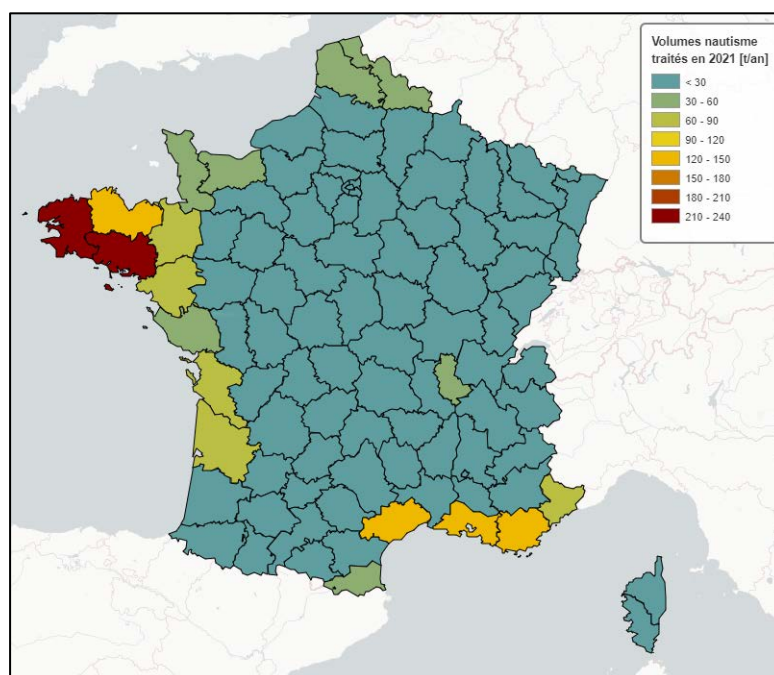 Volumes nautisme
traités en 2021 [t/an]
< 30
30 - 60
60 - 90
90 - 120
120 - 150
150 - 180
180 - 210
210 - 240